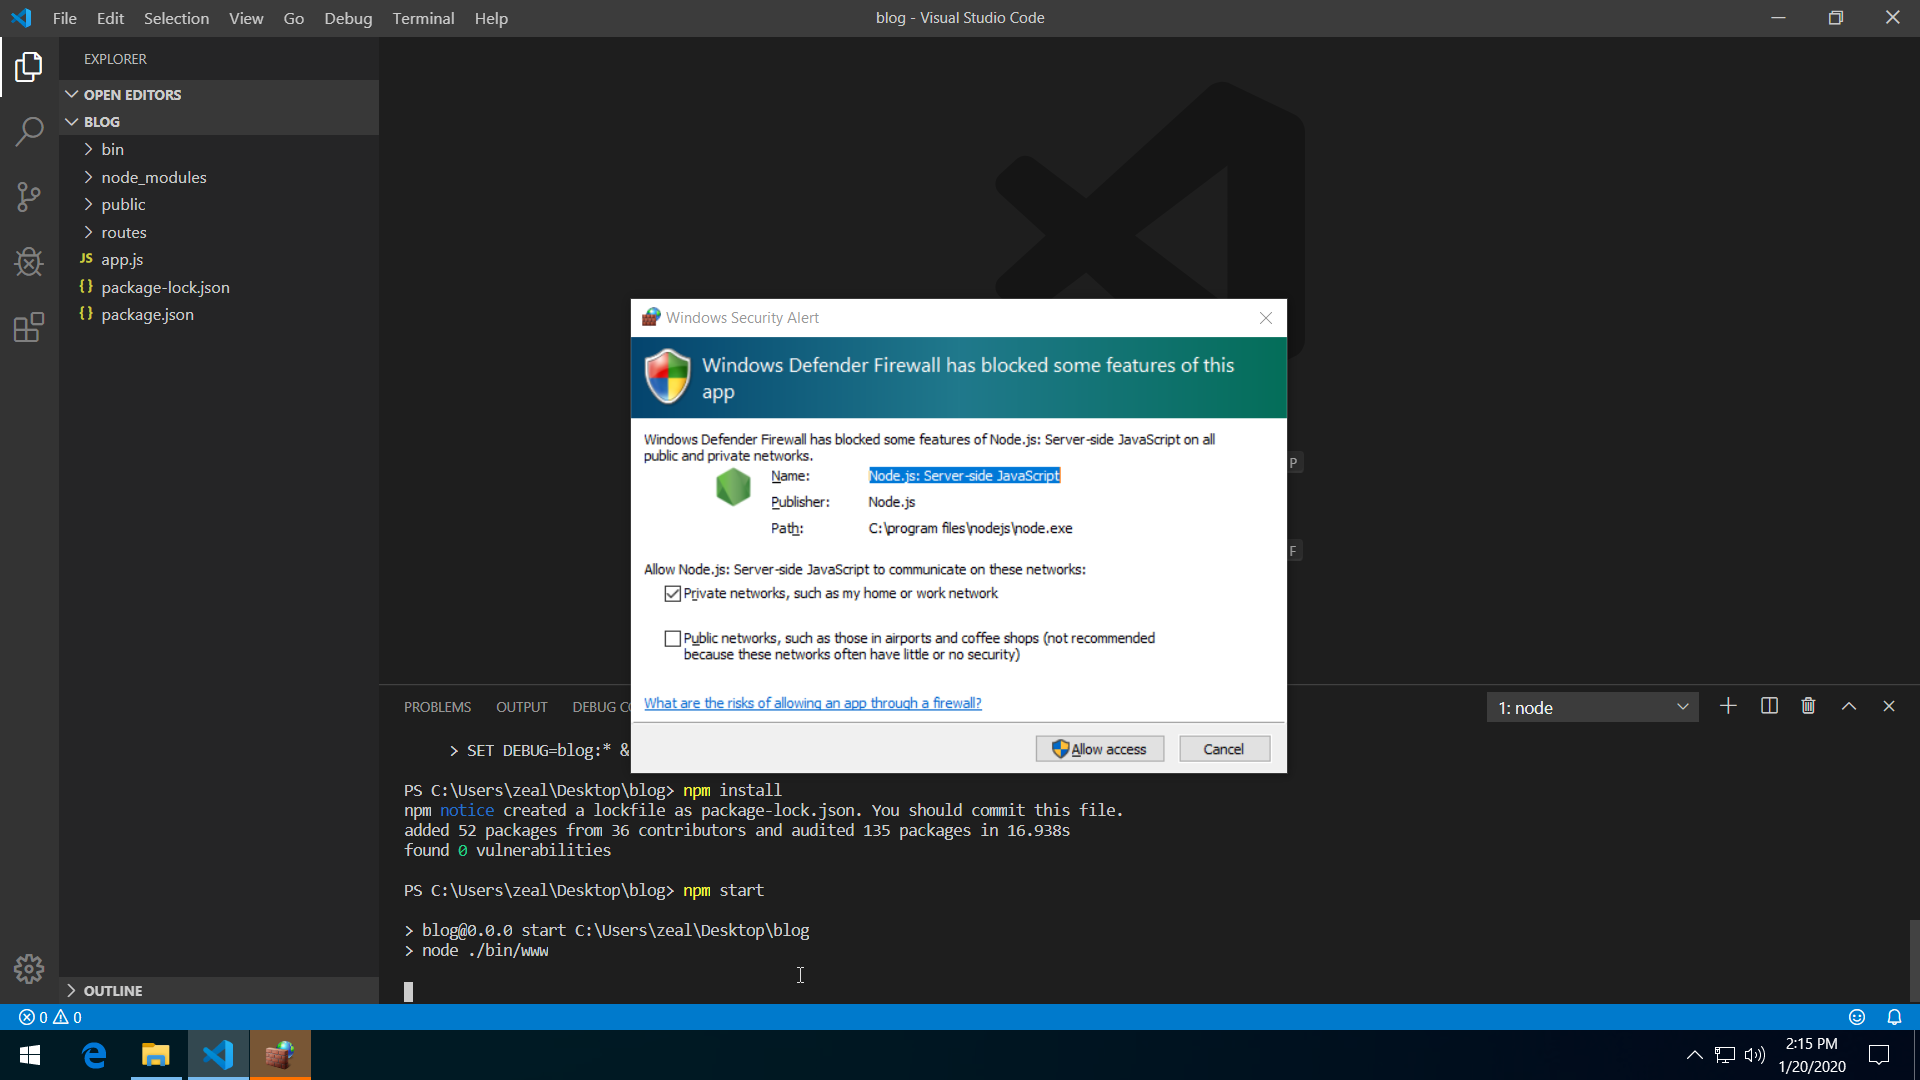 File Edit Selection View Go Debug Terminal Help
blog - Visual Studio Code
EXPLORER
OPEN EDITORS
BLOG
bin
node_modules
public
routes
JS app.js
{} package-lock.json
{} package.json
OUTLINE
Windows Security Alert
Windows Defender Firewall has blocked some features of this
app
Windows Defender Firewall has blocked some features of Node.js: Server-side JavaScript on all
public and private networks.
Name: Node.js: Server-side JavaScript
Publisher: Node.js
Path: C:\program files\nodejs\node.exe
Allow Node.js: Server-side JavaScript to communicate on these networks:
Private networks, such as my home or work network
Public networks, such as those in airports and coffee shops (not recommended
because these networks often have little or no security)
What are the risks of allowing an app through a firewall?
Allow access Cancel
P
F
PROBLEMS OUTPUT DEBUG CO
1: node
> SET DEBUG=blog:* &
PS C:\Users\zeal\Desktop\blog> npm install
npm notice created a lockfile as package-lock.json. You should commit this file.
added 52 packages from 36 contributors and audited 135 packages in 16.938s
found 0 vulnerabilities
PS C:\Users\zeal\Desktop\blog> npm start
> blog@0.0.0 start C:\Users\zeal\Desktop\blog
> node ./bin/www
0 0
2:15 PM
1/20/2020